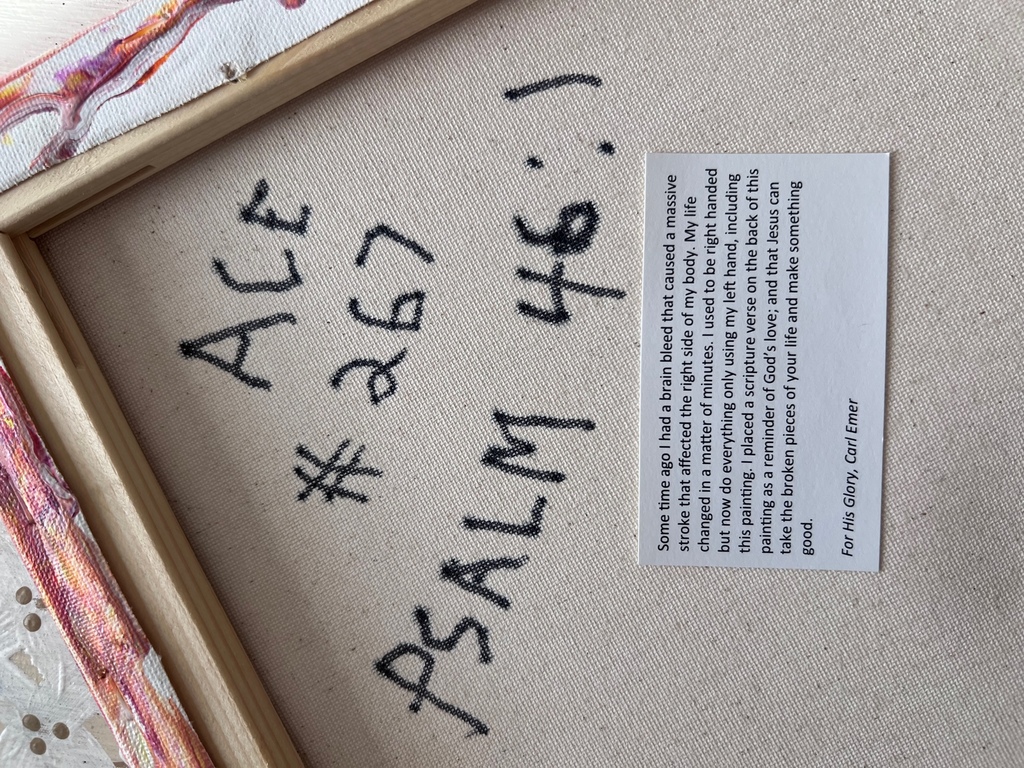 ACE
# 267
PSALM 46:1
Some time ago I had a brain bleed that caused a massive
stroke that affected the right side of my body. My life
changed in a matter of minutes. I used to be right handed
but now do everything only using my left hand, including
this painting. I placed a scripture verse on the back of this
painting as a reminder of God's love; and that Jesus can
take the broken pieces of your life and make something
good.
For His Glory, Carl Emer